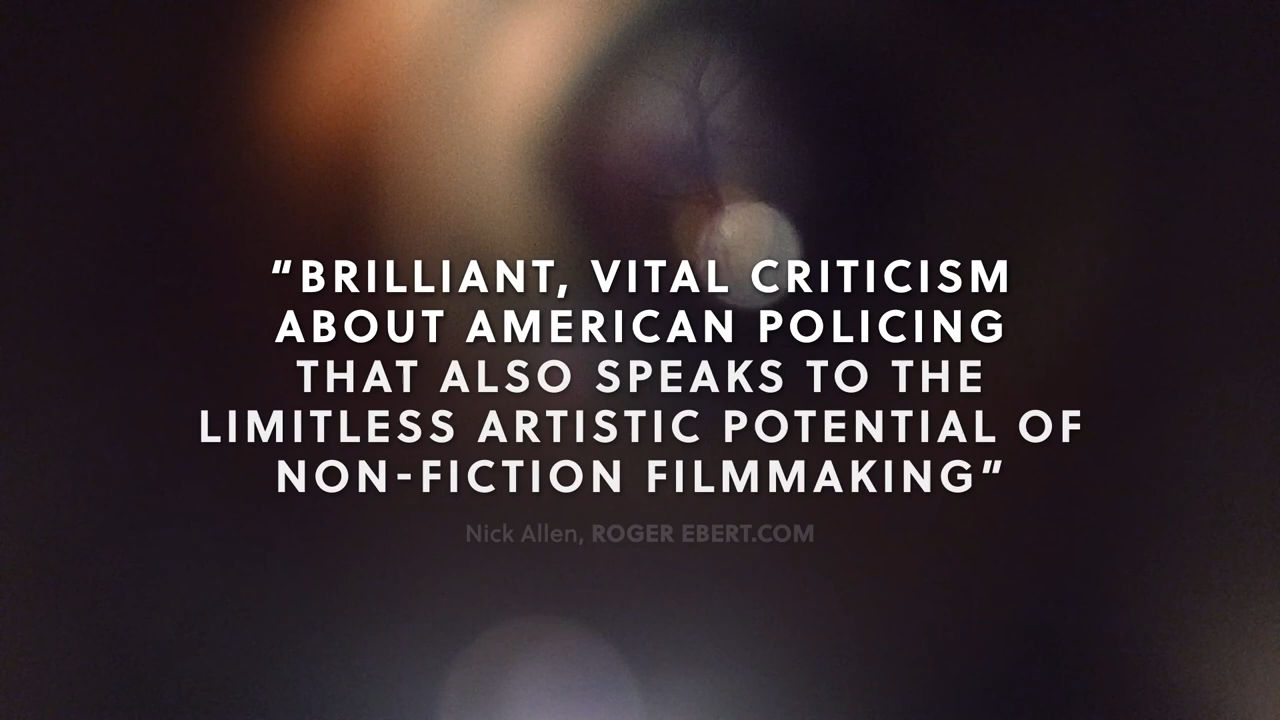 “BRILLIANT, VITAL CRITICISM
ABOUT AMERICAN POLICING
THAT ALSO SPEAKS TO THE
LIMITLESS ARTISTIC POTENTIAL OF
NON-FICTION FILMMAKING”
Nick Allen, ROGER EBERT.COM